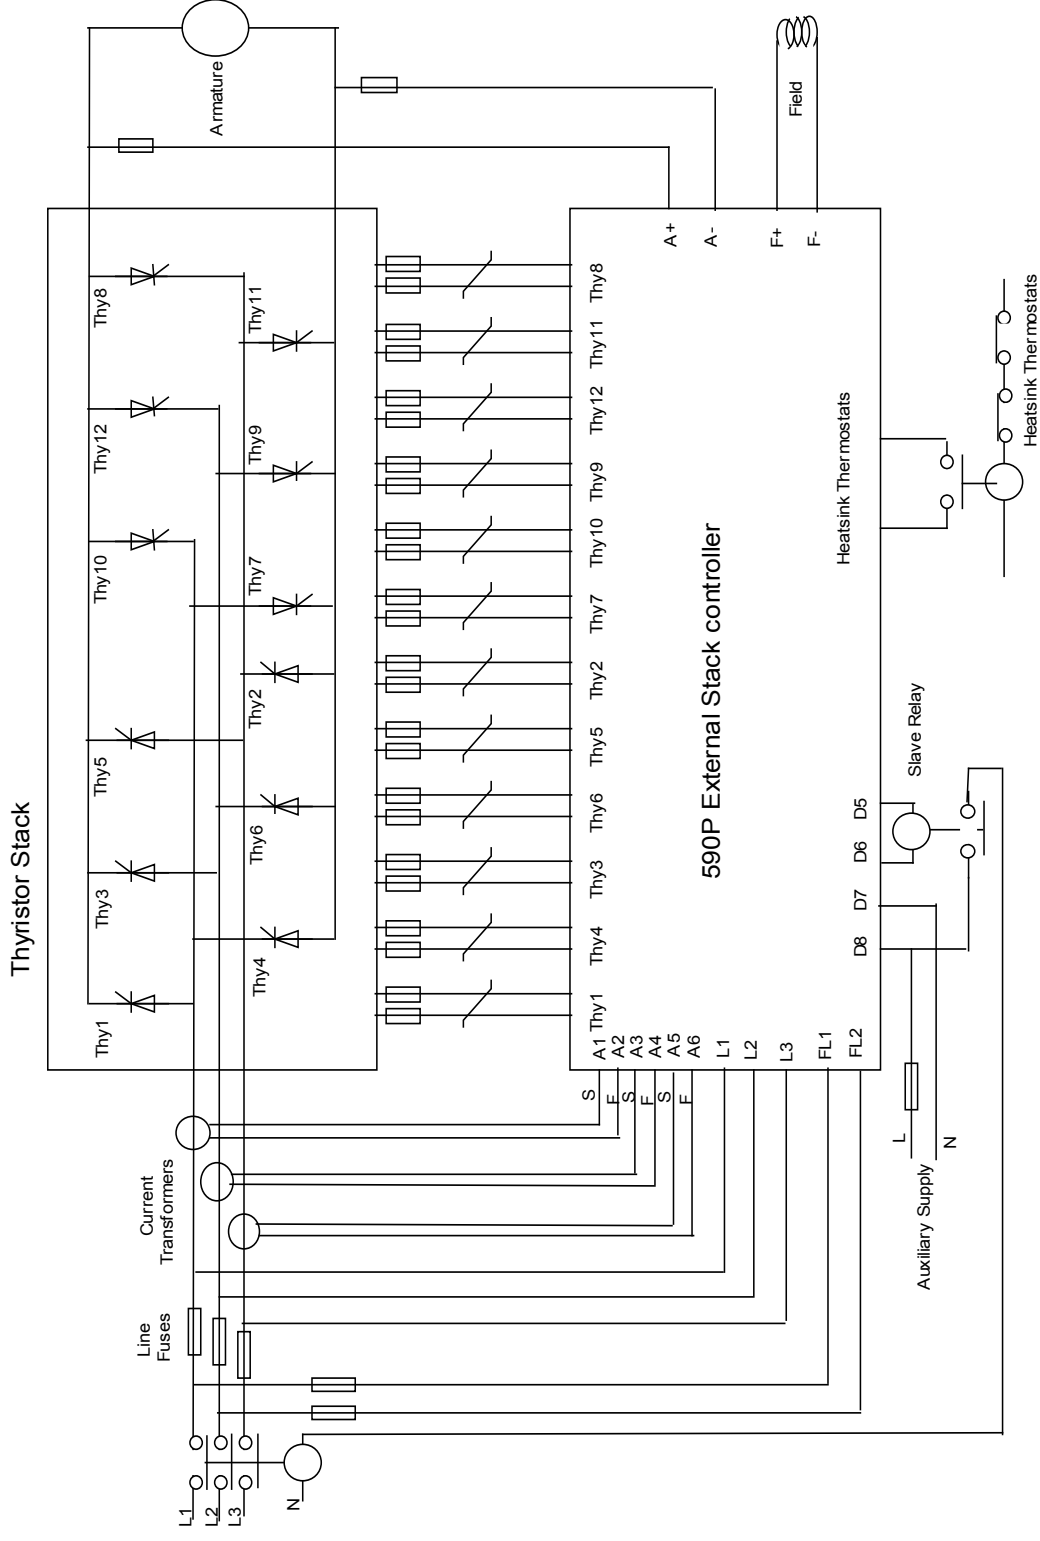 Thyristor Stack
Thy1
Thy3
Thy5
Thy10
Thy12
Thy8
Thy4
Thy6
Thy2
Thy7
Thy9
Thy11
Armature
Field
L1
L2
L3
N
Line
Fuses
Current
Transformers
S
F
S
F
S
F
A1
A2
A3
A4
A5
A6
L1
L2
L3
FL1
FL2
Thy1
Thy4
Thy3
Thy6
Thy5
Thy2
Thy7
Thy10
Thy9
Thy12
Thy11
Thy8
A+
A-
F+
F-
590P External Stack controller
Heatsink Thermostats
D8
D7
D6
D5
Slave Relay
L
N
Auxiliary Supply
Heatsink Thermostats